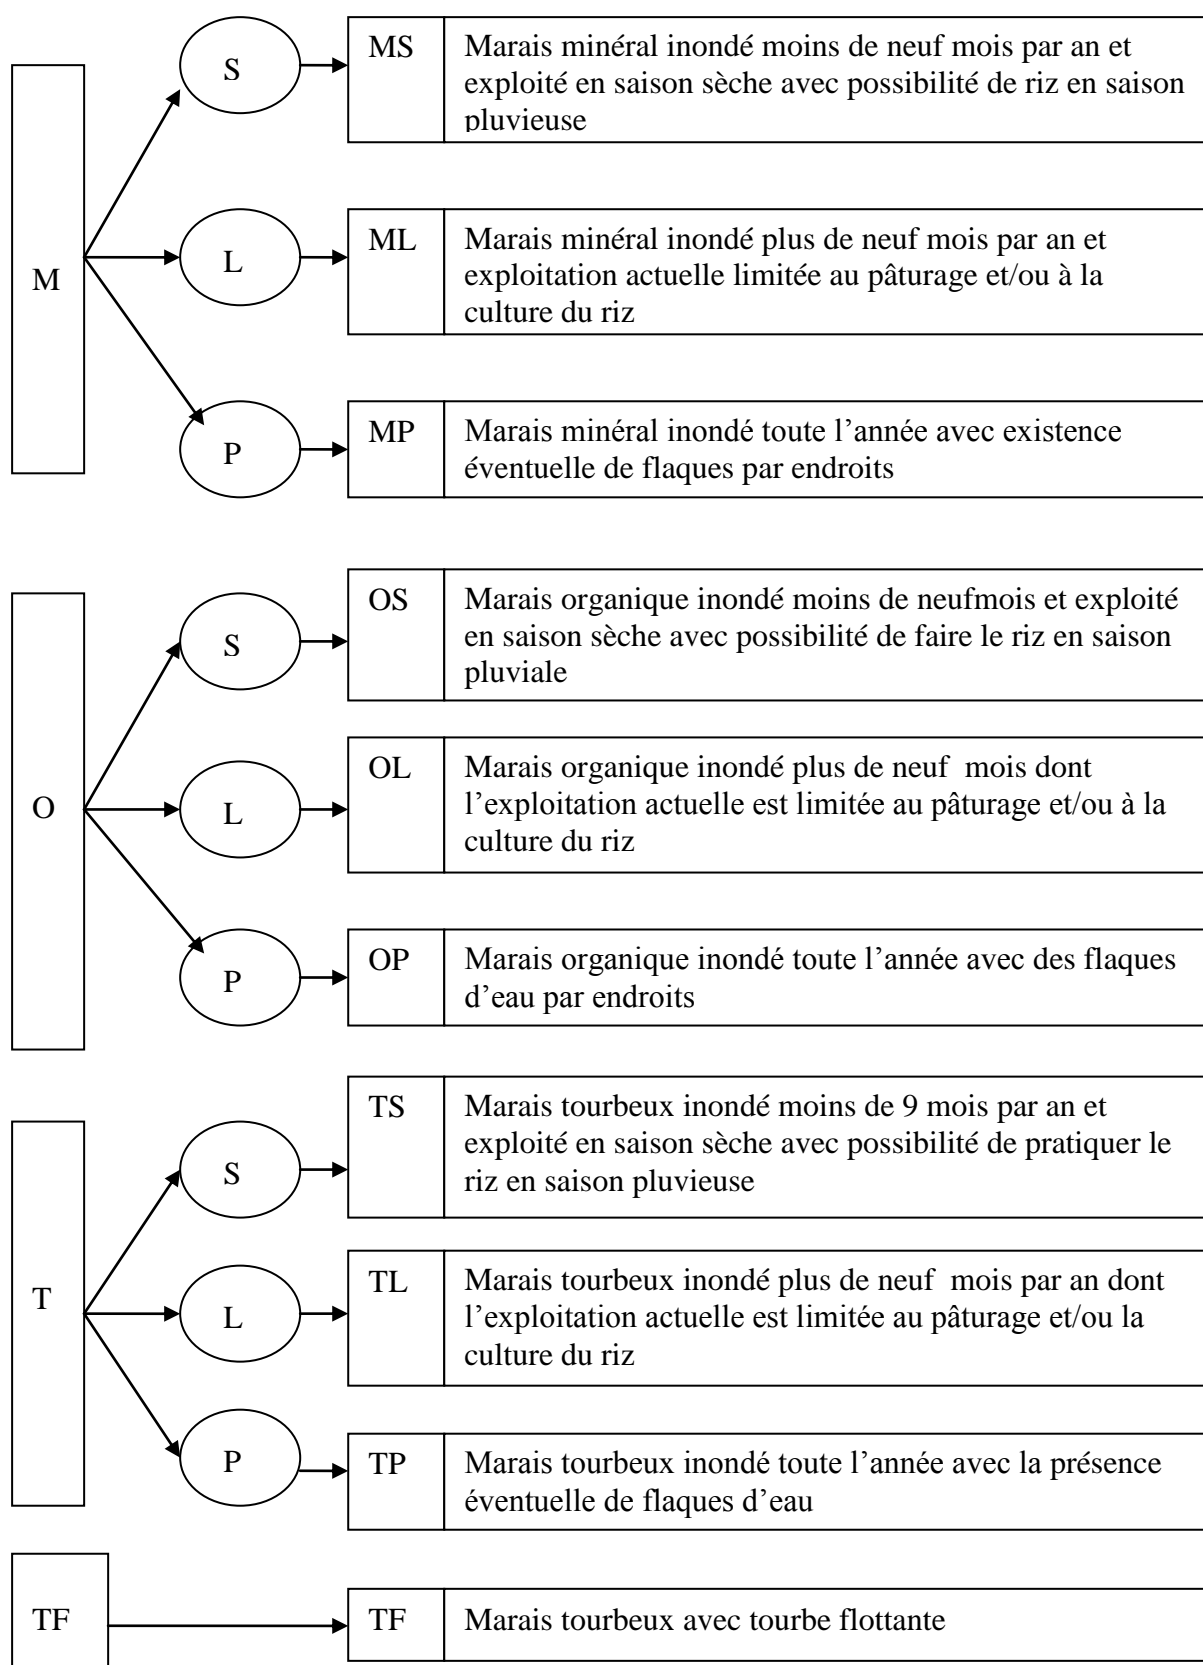 M
S
MS
Marais minéral inondé moins de neuf mois par an et
exploité en saison sèche avec possibilité de riz en saison
pluvieuse
L
ML
Marais minéral inondé plus de neuf mois par an et
exploitation actuelle limitée au pâturage et/ou à la
culture du riz
P
MP
Marais minéral inondé toute l’année avec existence
éventuelle de flaques par endroits
O
S
OS
Marais organique inondé moins de neufmois et exploité
en saison sèche avec possibilité de faire le riz en saison
pluviale
L
OL
Marais organique inondé plus de neuf mois dont
l’exploitation actuelle est limitée au pâturage et/ou à la
culture du riz
P
OP
Marais organique inondé toute l’année avec des flaques
d’eau par endroits
T
S
TS
Marais tourbeux inondé moins de 9 mois par an et
exploité en saison sèche avec possibilité de pratiquer le
riz en saison pluvieuse
L
TL
Marais tourbeux inondé plus de neuf mois par an dont
l’exploitation actuelle est limitée au pâturage et/ou la
culture du riz
P
TP
Marais tourbeux inondé toute l’année avec la présence
éventuelle de flaques d’eau
TF
TF
Marais tourbeux avec tourbe flottante